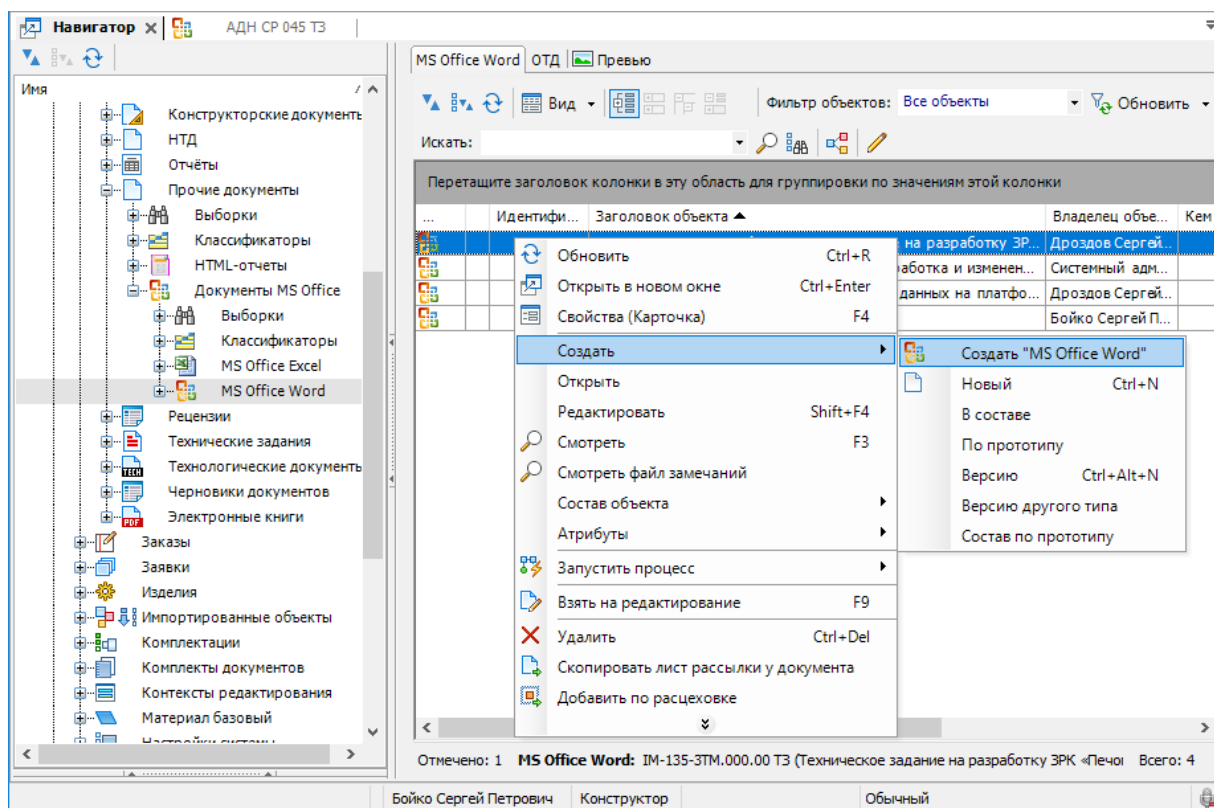 Навигатор
АДН СР 045 ТЗ
Имя
Конструкторские документь
НТД
Отчёты
Прочие документы
Выборки
Классификаторы
HTML-отчеты
Документы MS Office
Выборки
Классификаторы
MS Office Excel
MS Office Word
Рецензии
Технические задания
TECH
Технологические документь
Черновики документов
PDF
Электронные книги
Заказы
Заявки
Изделия
Импортированные объекты
Комплектации
Комплекты документов
Контексты редактирования
Материал базовый
Настройки системы
MS Office Word ОТД Превью
Вид
Фильтр объектов: Все объекты Обновить
Искать:
Перетащите заголовок колонки в эту область для группировки по значениям этой колонки
... Идентифи... Заголовок объекта Владелец объе... Кем
на разработку ЗР... Дроздов Сергей...
аботка и изменен... Системный адм...
данных на платфо... Дроздов Сергей...
Бойко Сергей П...
Обновить Ctrl+R
Открыть в новом окне Ctrl+Enter
Свойства (Карточка) F4
Создать
Открыть
Редактировать Shift+F4
Смотреть F3
Смотреть файл замечаний
Состав объекта
Атрибуты
Запустить процесс
Взять на редактирование F9
Удалить Ctrl+Del
Скопировать лист рассылки у документа
Добавить по расцеховке
Создать "MS Office Word"
Новый Ctrl+N
В составе
По прототипу
Версию Ctrl+Alt+N
Версию другого типа
Состав по прототипу
Отмечено: 1 MS Office Word: IM-135-3TM.000.00 ТЗ (Техническое задание на разработку ЗРК «Печо Всего: 4
Бойко Сергей Петрович Конструктор Обычный